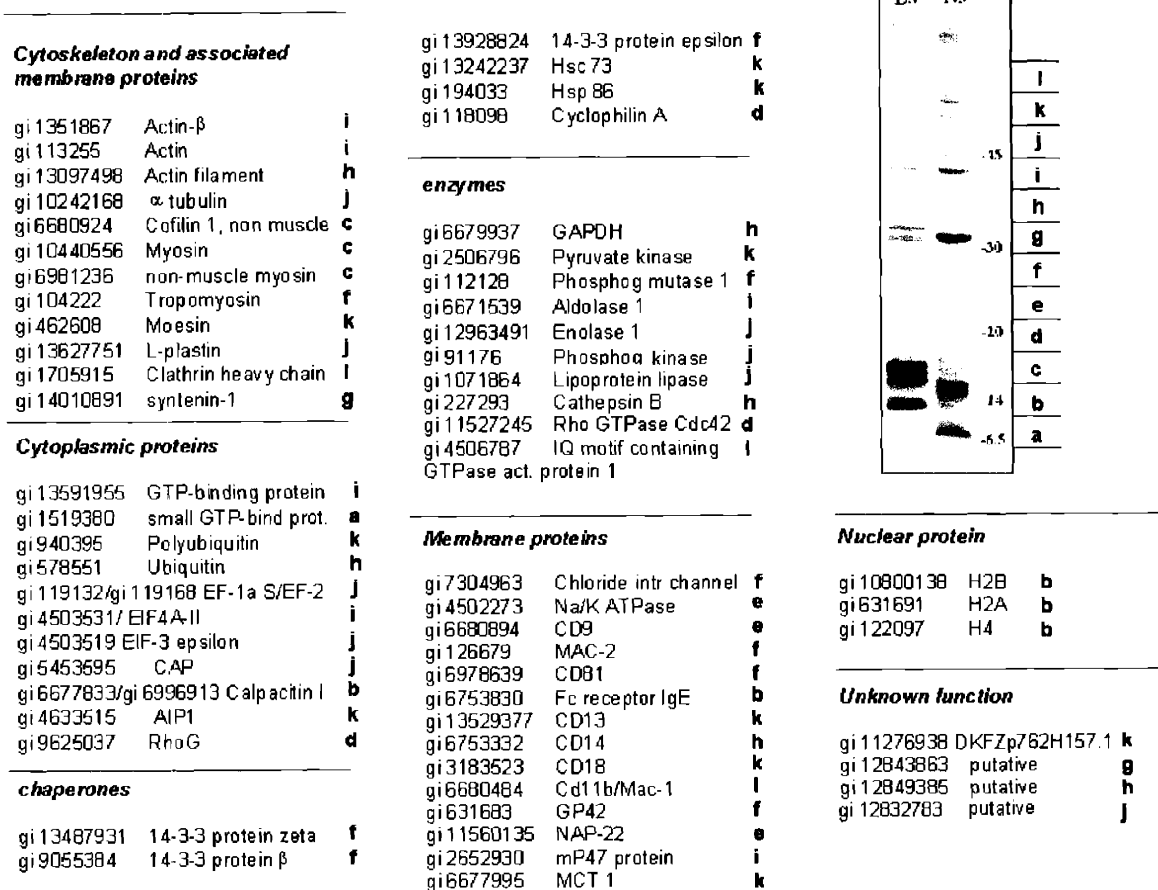 Cytoskeleton and associated
membrane proteins
gi 1351867 Actin-β i
gi 113255 Actin i
gi 13097498 Actin filament h
gi 10242168 α tubulin j
gi 6680924 Cofilin 1, non muscle c
gi 10440556 Myosin c
gi 6981236 non-muscle myosin c
gi 104222 Tropomyosin f
gi 462608 Moesin k
gi 13627751 L-plastin j
gi 1705915 Clathrin heavy chain l
gi 14010891 syntenin-1 g
Cytoplasmic proteins
gi 13591955 GTP-binding protein i
gi 1519380 small GTP-bind prot. a
gi 940395 Polyubiquitin k
gi 578551 Ubiquitin h
gi 119132/gi 119168 EF-1a S/EF-2 j
gi 4503531/ EIF4A-II i
gi 4503519 EIF-3 epsilon j
gi 5453595 CAP j
gi 6677833/gi 6996913 Calpacitin I b
gi 4633515 AIP1 k
gi 9625037 RhoG d
chaperones
gi 13487931 14-3-3 protein zeta f
gi 9055384 14-3-3 protein β f
gi 13928824 14-3-3 protein epsilon f
gi 13242237 Hsc 73 k
gi 194033 Hsp 86 k
gi 118098 Cyclophilin A d
enzymes
gi 6679937 GAPDH h
gi 2506796 Pyruvate kinase k
gi 112128 Phosphog mutase 1 f
gi 6671539 Aldolase 1 i
gi 12963491 Enolase 1 j
gi 91176 Phosphog kinase j
gi 1071864 Lipoprotein lipase j
gi 227293 Cathepsin B h
gi 11527245 Rho GTPase Cdc42 d
gi 4506787 IQ motif containing l
GTPase act. protein 1
Membrane proteins
gi 7304963 Chloride intr channel f
gi 4502273 Na/K ATPase e
gi 6680894 CD9 e
gi 126679 MAC-2 f
gi 6978639 CD81 f
gi 6753830 Fc receptor IgE b
gi 13529377 CD13 k
gi 6753332 CD14 h
gi 3183523 CD18 k
gi 6680484 Cd11b/Mac-1 l
gi 631683 GP42 f
gi 11560135 NAP-22 e
gi 2652930 mP47 protein i
gi 6677995 MCT 1 k
l
k
j
i
h
g
-30
f
e
d
c
14
b
-6.5
a
Nuclear protein
gi 10800138 H2B b
gi 631691 H2A b
gi 122097 H4 b
Unknown function
gi 11276938 DKFZp762H157.1 k
gi 12843863 putative g
gi 12849385 putative h
gi 12832783 putative j